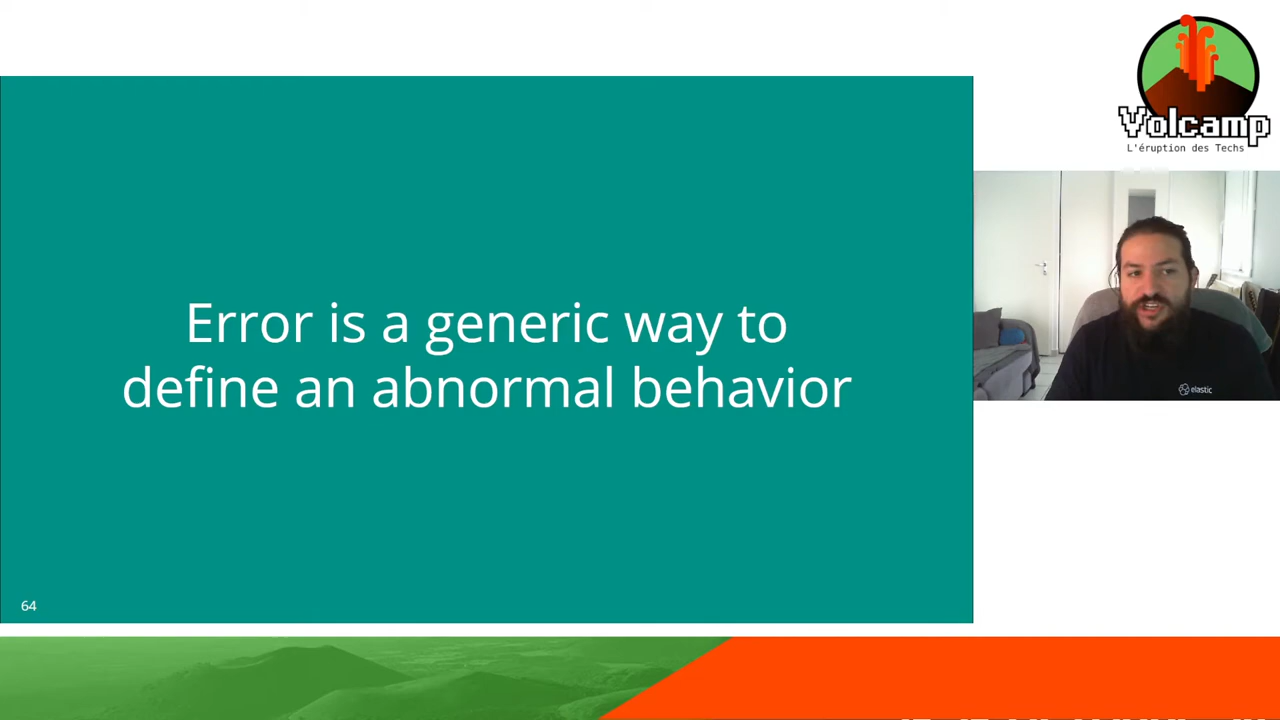 Volcamp
L'éruption des Techs
Error is a generic way to
define an abnormal behavior
elastic
64